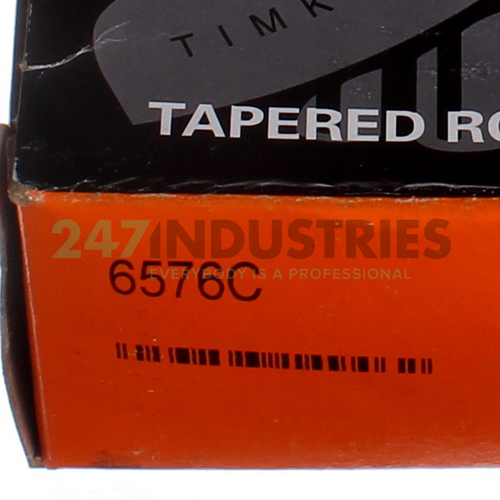 TIMK
TAPERED RO
247INDUSTRIES
EVERYBODY IS A PROFESSIONAL
6576C